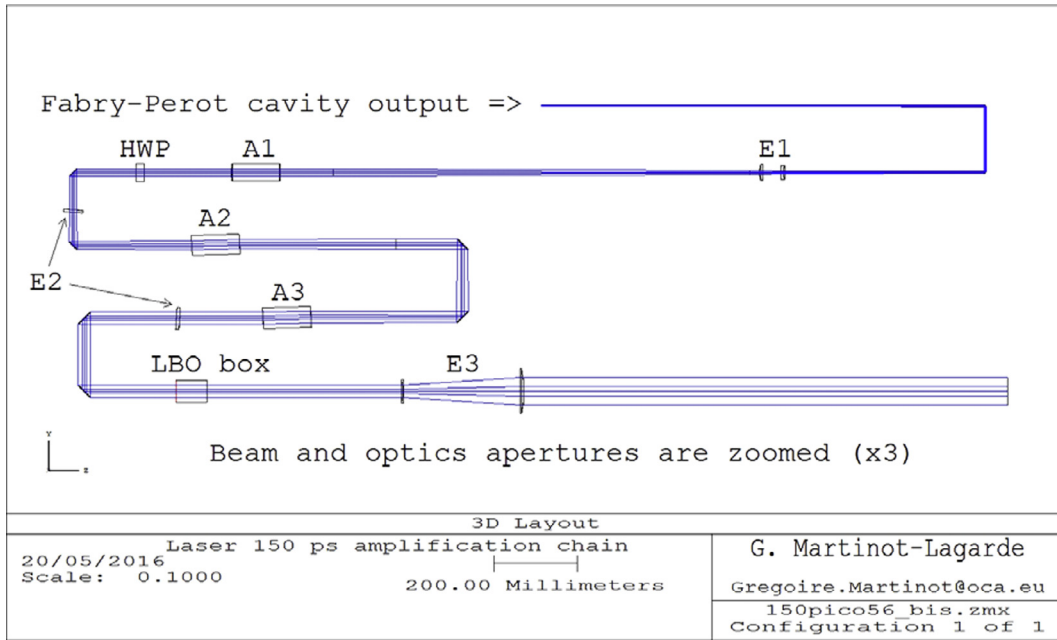 Fabry-Perot cavity output =>
HWP
A1
E1
A2
E2
A3
LBO box
E3
Y
Z
Beam and optics apertures are zoomed (x3)
3D Layout
Laser 150 ps amplification chain
20/05/2016
Scale: 0.1000
200.00 Millimeters
G. Martinot-Lagarde
Gregoire.Martinot@oca.eu
150pico56_bis.zmx
Configuration 1 of 1